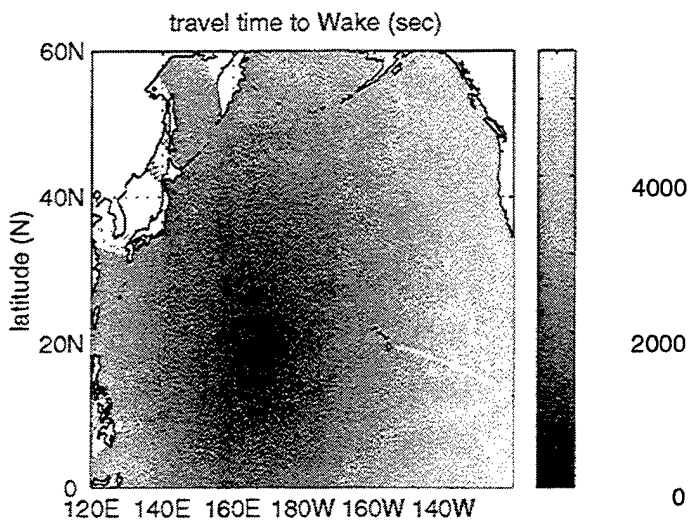 travel time to Wake (sec)
60N
40N
20N
0
latitude (N)
120E 140E 160E 180W 160W 140W
4000
2000
0